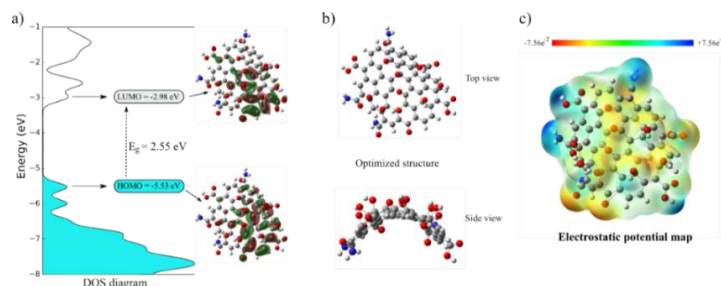 a)
b)
c)
-1
-2
-3
-4
-5
-6
-7
-8
Energy (eV)
LUMO = -2.98 eV
Eg = 2.55 eV
HOMO = -5.53 eV
DOS diagram
Top view
Optimized structure
Side view
-7.56e-2
+7.56e-2
Electrostatic potential map